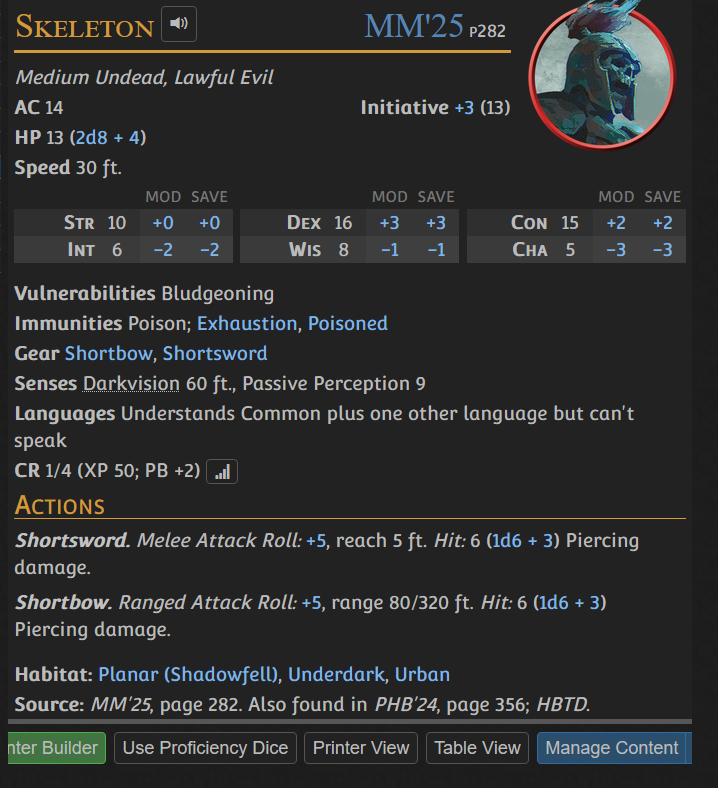 Skeleton MM'25 P282
Medium Undead, Lawful Evil
AC 14 Initiative +3 (13)
HP 13 (2d8 + 4)
Speed 30 ft.
MOD SAVE MOD SAVE MOD SAVE
Str 10 +0 +0 Dex 16 +3 +3 Con 15 +2 +2
Int 6 −2 −2 Wis 8 −1 −1 Cha 5 −3 −3
Vulnerabilities Bludgeoning
Immunities Poison; Exhaustion, Poisoned
Gear Shortbow, Shortsword
Senses Darkvision 60 ft., Passive Perception 9
Languages Understands Common plus one other language but can't
speak
CR 1/4 (XP 50; PB +2)
Actions
Shortsword. Melee Attack Roll: +5, reach 5 ft. Hit: 6 (1d6 + 3) Piercing
damage.
Shortbow. Ranged Attack Roll: +5, range 80/320 ft. Hit: 6 (1d6 + 3)
Piercing damage.
Habitat: Planar (Shadowfell), Underdark, Urban
Source: MM'25, page 282. Also found in PHB'24, page 356; HBTD.
nter Builder Use Proficiency Dice Printer View Table View Manage Content